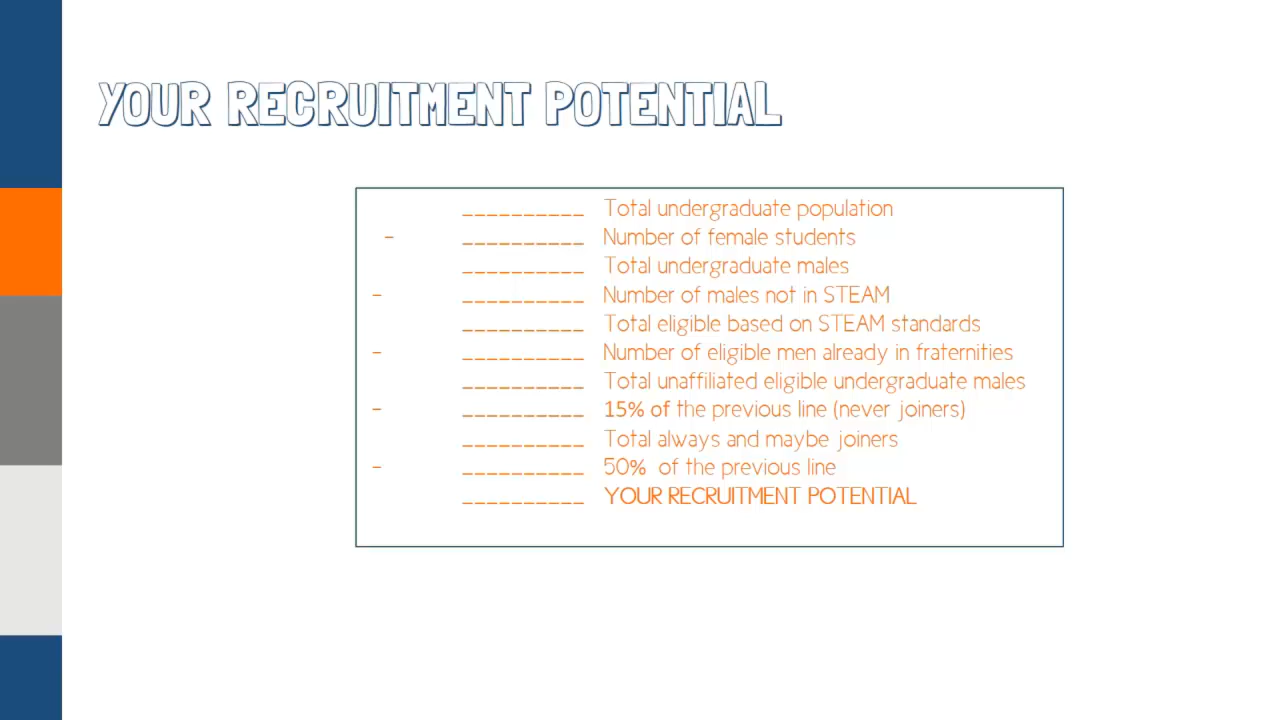 YOUR RECRUITMENT POTENTIAL
__________ Total undergraduate population
- __________ Number of female students
__________ Total undergraduate males
- __________ Number of males not in STEAM
__________ Total eligible based on STEAM standards
- __________ Number of eligible men already in fraternities
__________ Total unaffiliated eligible undergraduate males
- __________ 15% of the previous line (never joiners)
__________ Total always and maybe joiners
- __________ 50% of the previous line
__________ YOUR RECRUITMENT POTENTIAL